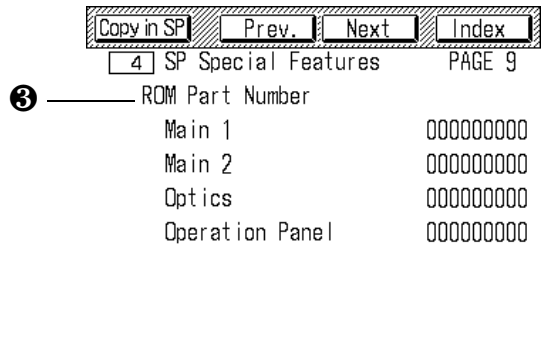 Copy in SP Prev. Next Index
4 SP Special Features PAGE 9
❸ ROM Part Number
Main 1 000000000
Main 2 000000000
Optics 000000000
Operation Panel 000000000